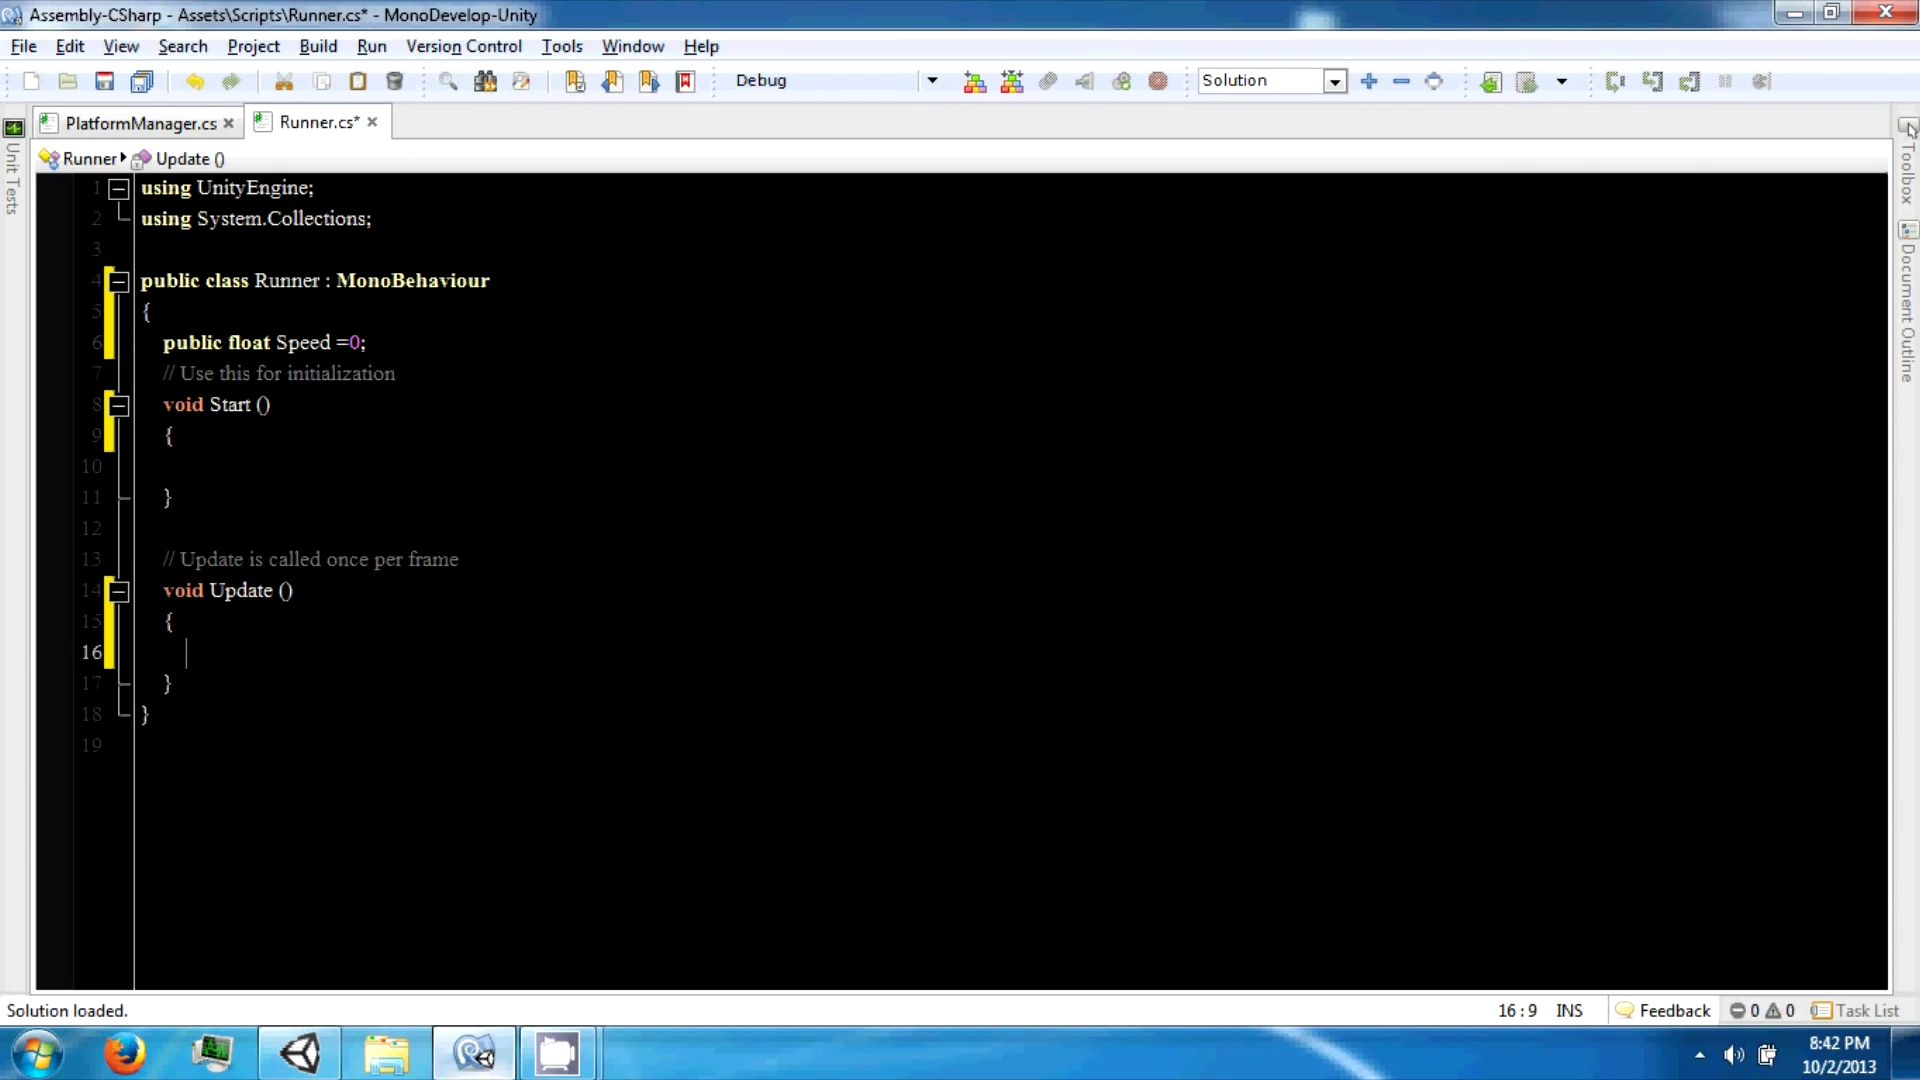 Assembly-CSharp - Assets\Scripts\Runner.cs* - MonoDevelop-Unity
File Edit View Search Project Build Run Version Control Tools Window Help
Debug Solution
PlatformManager.cs Runner.cs*
Runner Update ()
Unit Tests
Toolbox
Document Outline
1 using UnityEngine;
2 using System.Collections;
3
4 public class Runner : MonoBehaviour
5 {
6 public float Speed =0;
7 // Use this for initialization
8 void Start ()
9 {
10
11 }
12
13 // Update is called once per frame
14 void Update ()
15 {
16
17 }
18 }
19
Solution loaded. 16 : 9 INS Feedback 0 0 Task List
8:42 PM
10/2/2013